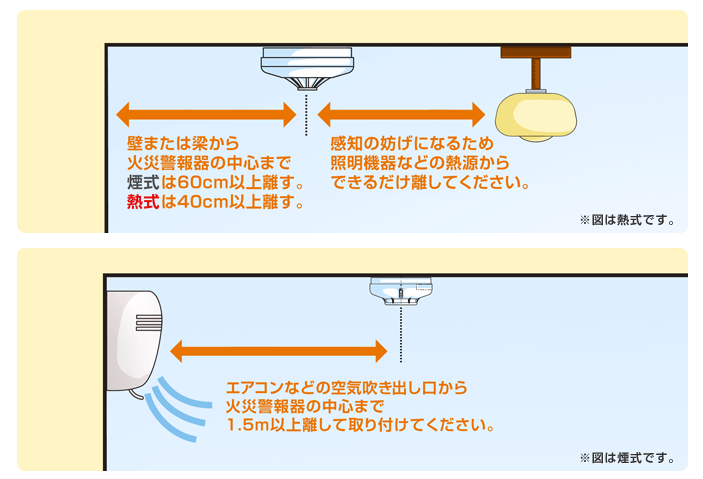 壁または梁から
火災警報器の中心まで
煙式は60cm以上離す。
熱式は40cm以上離す。
感知の妨げになるため
照明機器などの熱源から
できるだけ離してください。
※図は熱式です。
エアコンなどの空気吹き出し口から
火災警報器の中心まで
1.5m以上離して取り付けてください。
※図は煙式です。